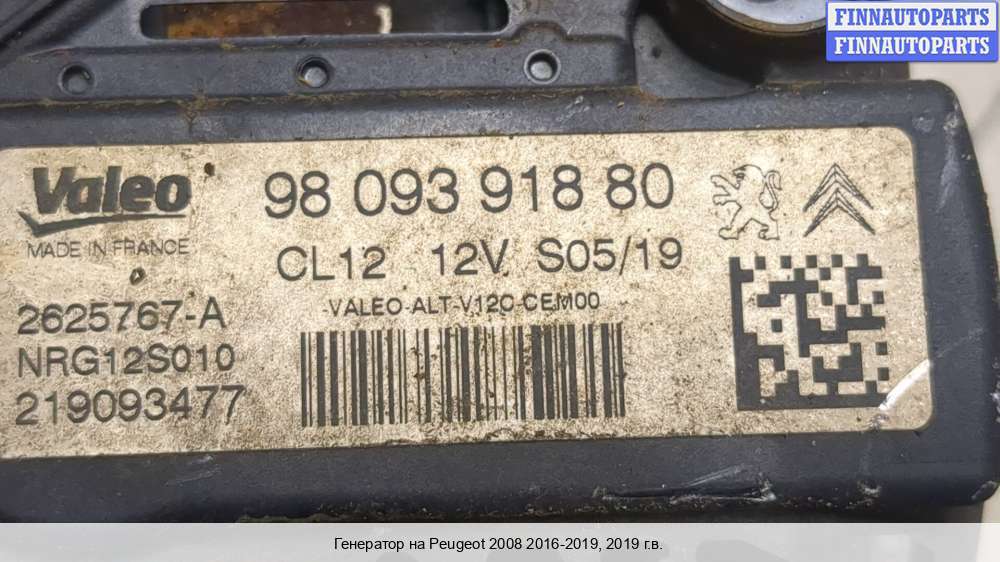 FINNAUTOPARTS
FINNAUTOPARTS
Valeo
MADE IN FRANCE
98 093 918 80
CL12 12V S05/19
VALEO-ALT-V12C-CEM00
2625767-A
NRG12S010
219093477
Генератор на Peugeot 2008 2016-2019, 2019 г.в.